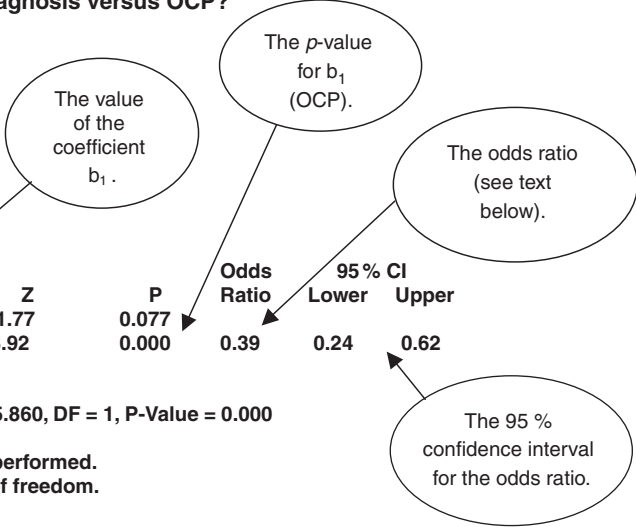 agnosis versus OCP?
The p-value
for b₁
(OCP).
The value
of the
coefficient
b₁ .
The odds ratio
(see text
below).
Odds 95 % CI
Z P Ratio Lower Upper
1.77 0.077
.92 0.000 0.39 0.24 0.62
5.860, DF = 1, P-Value = 0.000
The 95 %
confidence interval
for the odds ratio.
performed.
of freedom.